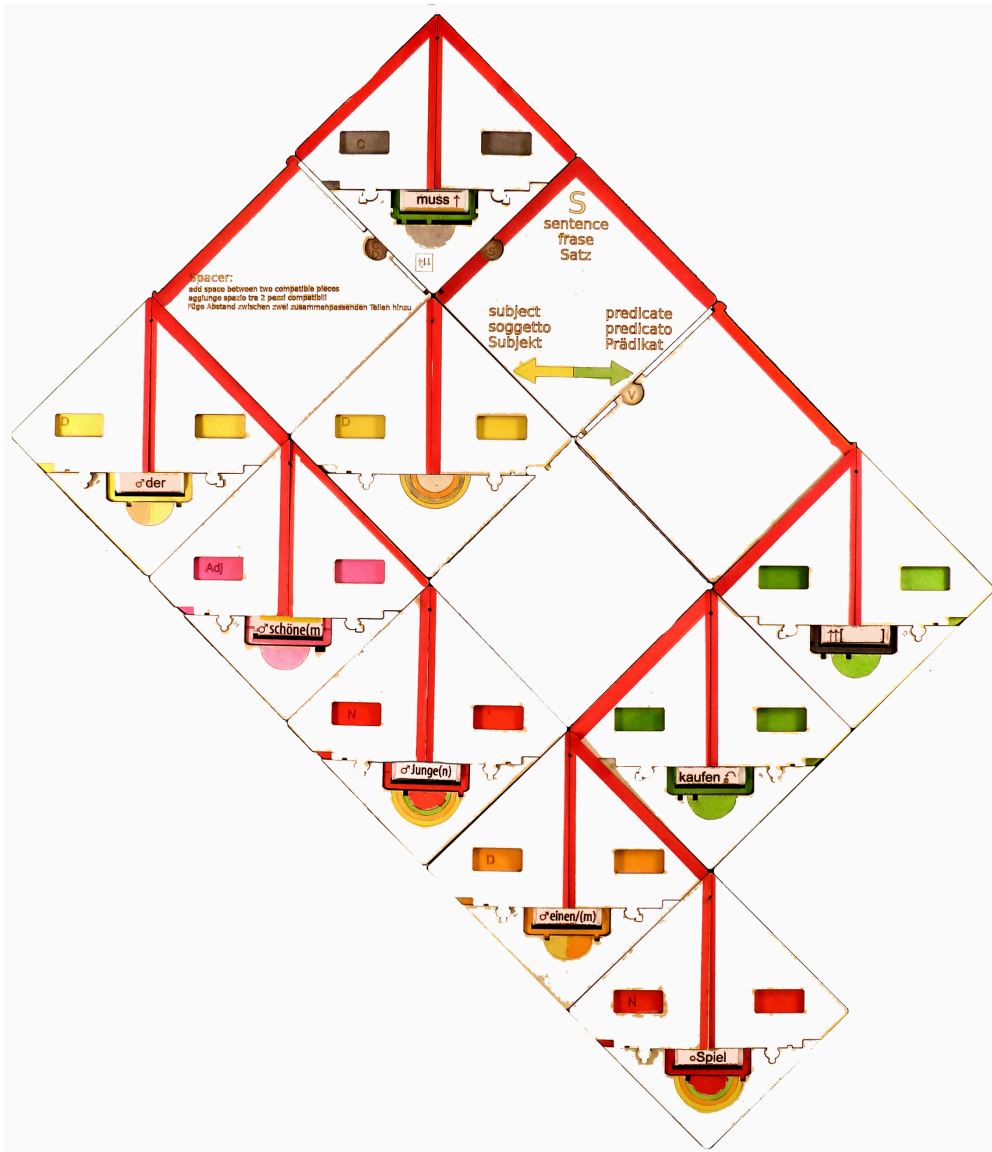 C
muss ↑
S
sentence
frase
Satz
C
D
S
Spacer:
add space between two compatible pieces
aggiunge spazio tra 2 pezzi compatibili
Füge Abstand zwischen zwei zusammenpassenden Teilen hinzu
subject
soggetto
Subjekt
predicate
predicato
Prädikat
V
D
D
♂der
Adj
♂schöne(m
⇈[ ]
N
♂Junge(n)
kaufen
D
♂einen/(m)
N
○Spiel